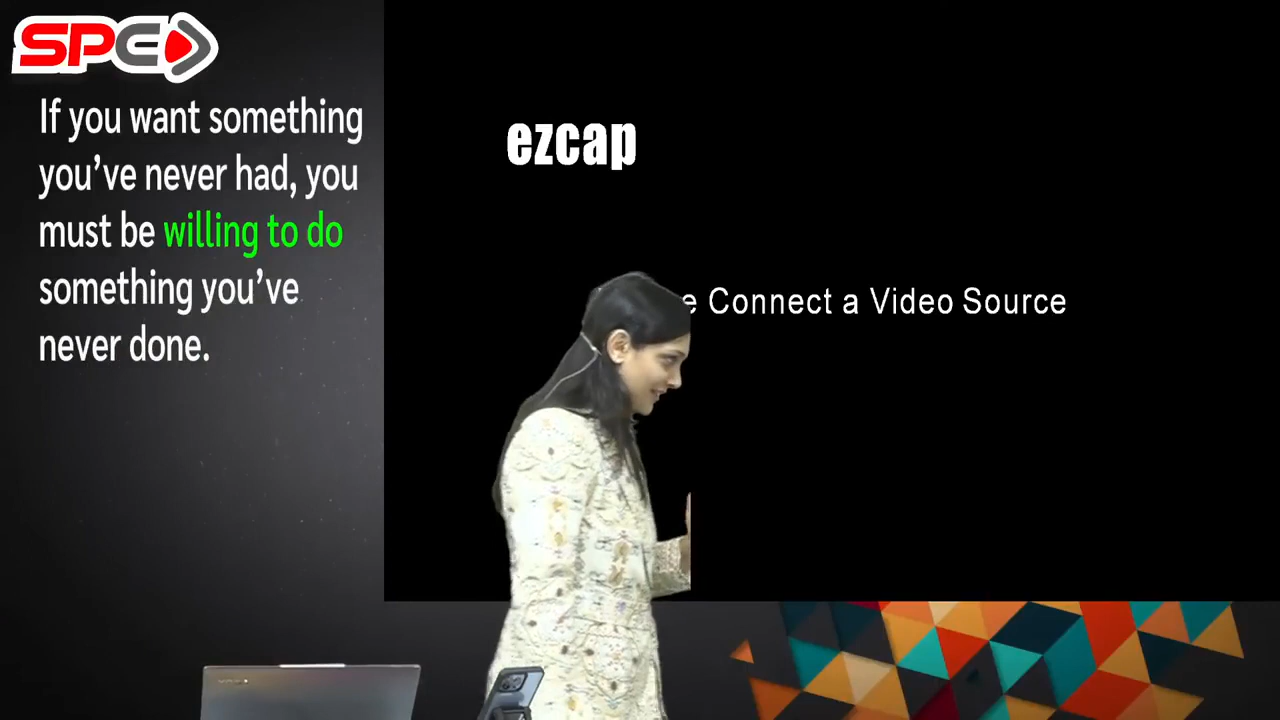 SPE
If you want something
you’ve never had, you
must be willing to do
something you’ve
never done.
ezcap
e Connect a Video Source